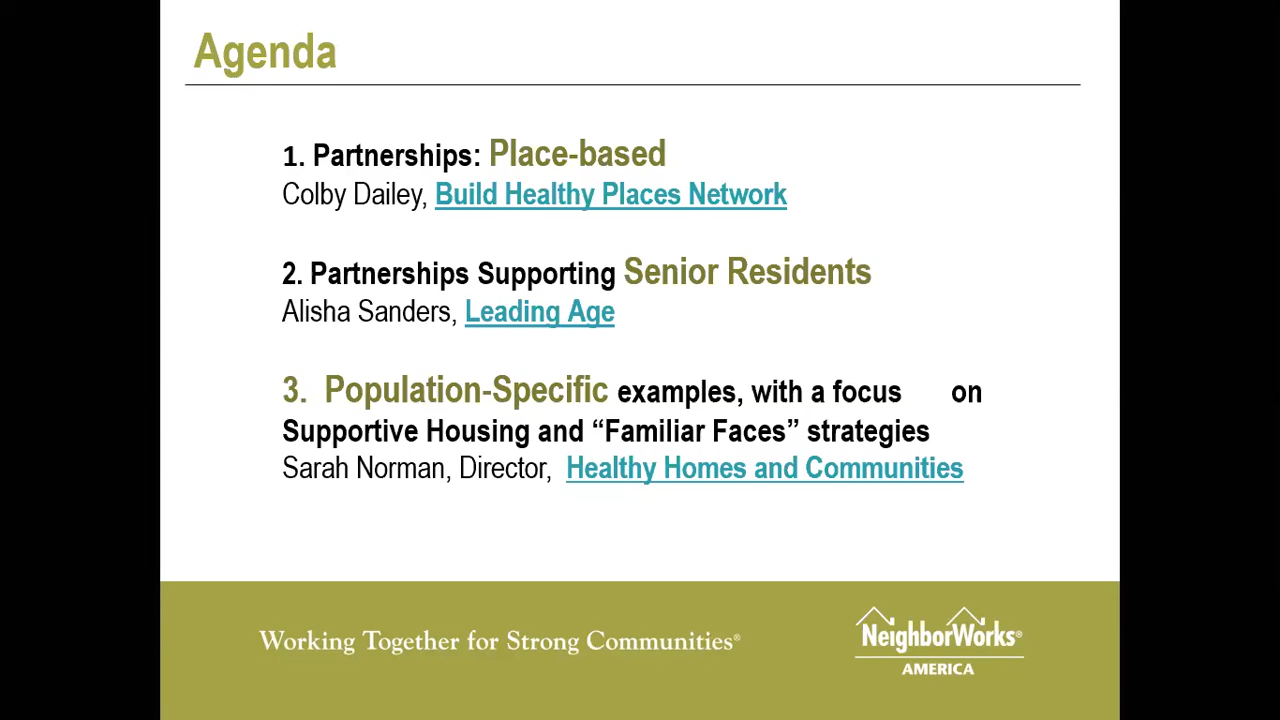 Agenda
1. Partnerships: Place-based
Colby Dailey, Build Healthy Places Network
2. Partnerships Supporting Senior Residents
Alisha Sanders, Leading Age
3. Population-Specific examples, with a focus on
Supportive Housing and “Familiar Faces” strategies
Sarah Norman, Director, Healthy Homes and Communities
Working Together for Strong Communities®
NeighborWorks®
AMERICA